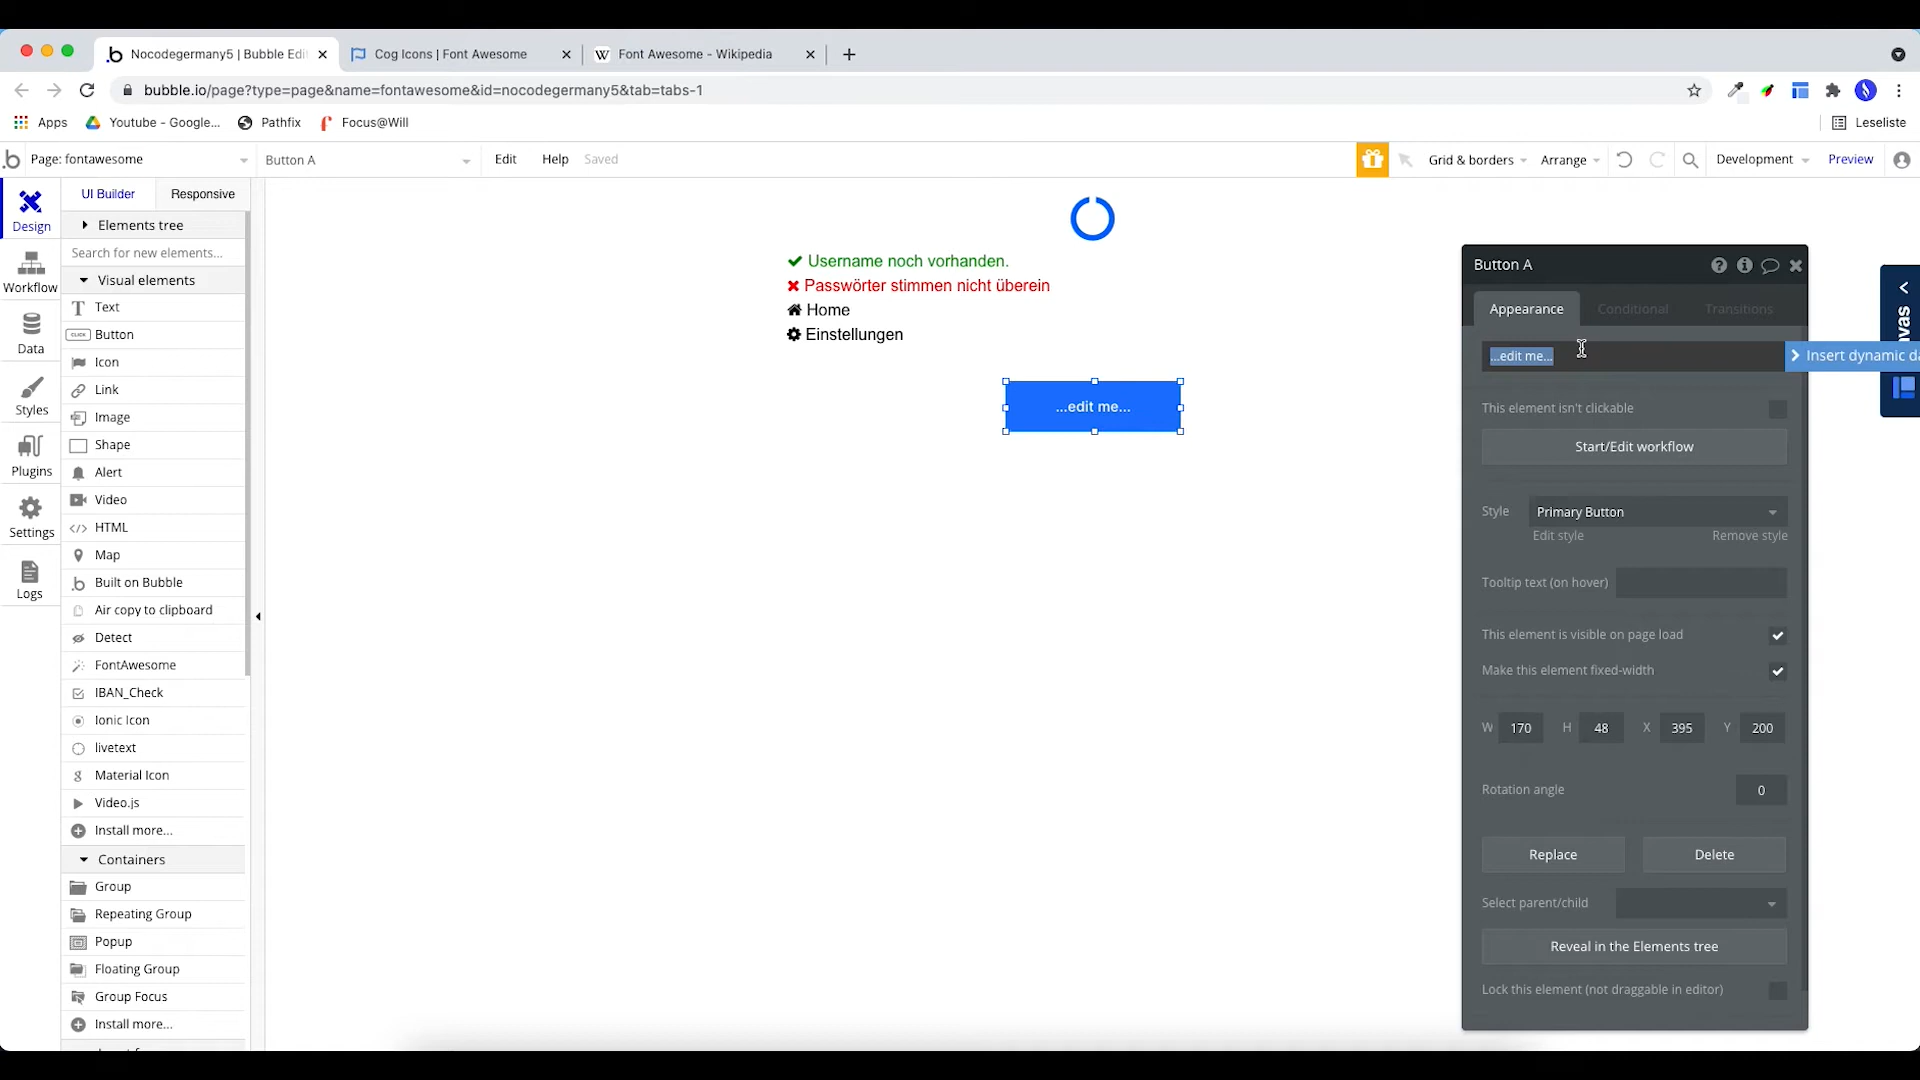 Nocodegermany5 | Bubble Edi
Cog Icons | Font Awesome
Font Awesome - Wikipedia
bubble.io/page?type=page&name=fontawesome&id=nocodegermany5&tab=tabs-1
Apps
Youtube - Google...
Pathfix
Focus@Will
Leseliste
Page: fontawesome
Button A
Edit
Help
Saved
Grid & borders
Arrange
Development
Preview
Design
Workflow
Data
Styles
Plugins
Settings
Logs
UI Builder
Responsive
Elements tree
Search for new elements...
Visual elements
Text
CLICK
Button
Icon
Link
Image
Shape
Alert
Video
HTML
Map
Built on Bubble
Air copy to clipboard
Detect
FontAwesome
IBAN_Check
Ionic Icon
livetext
Material Icon
Video.js
Install more...
Containers
Group
Repeating Group
Popup
Floating Group
Group Focus
Install more...
Username noch vorhanden.
Passwörter stimmen nicht überein
Home
Einstellungen
...edit me...
Button A
Appearance
Conditional
Transitions
...edit me...
Insert dynamic da
This element isn't clickable
Start/Edit workflow
Style
Primary Button
Edit style
Remove style
Tooltip text (on hover)
This element is visible on page load
Make this element fixed-width
W 170 H 48 X 395 Y 200
Rotation angle
0
Replace
Delete
Select parent/child
Reveal in the Elements tree
Lock this element (not draggable in editor)
vas